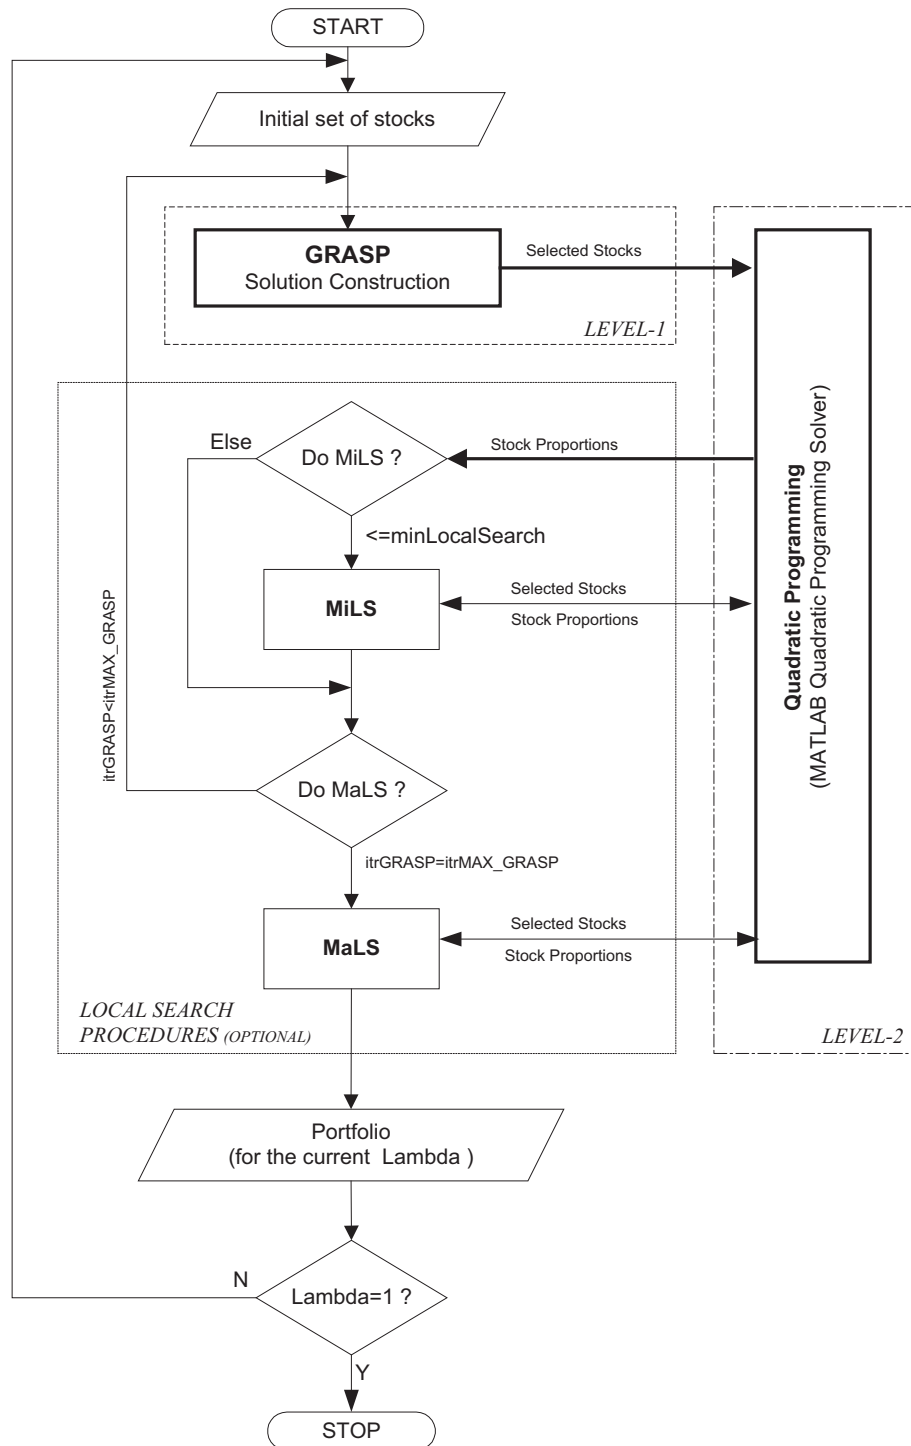 START
Initial set of stocks
GRASP
Solution Construction
Selected Stocks
LEVEL-1
Else
Do MiLS ?
Stock Proportions
<=minLocalSearch
MiLS
Selected Stocks
Stock Proportions
itrGRASP<itrMAX_GRASP
Quadratic Programming
(MATLAB Quadratic Programming Solver)
Do MaLS ?
itrGRASP=itrMAX_GRASP
MaLS
Selected Stocks
Stock Proportions
LOCAL SEARCH
PROCEDURES (OPTIONAL)
LEVEL-2
Portfolio
(for the current Lambda )
N
Lambda=1 ?
Y
STOP